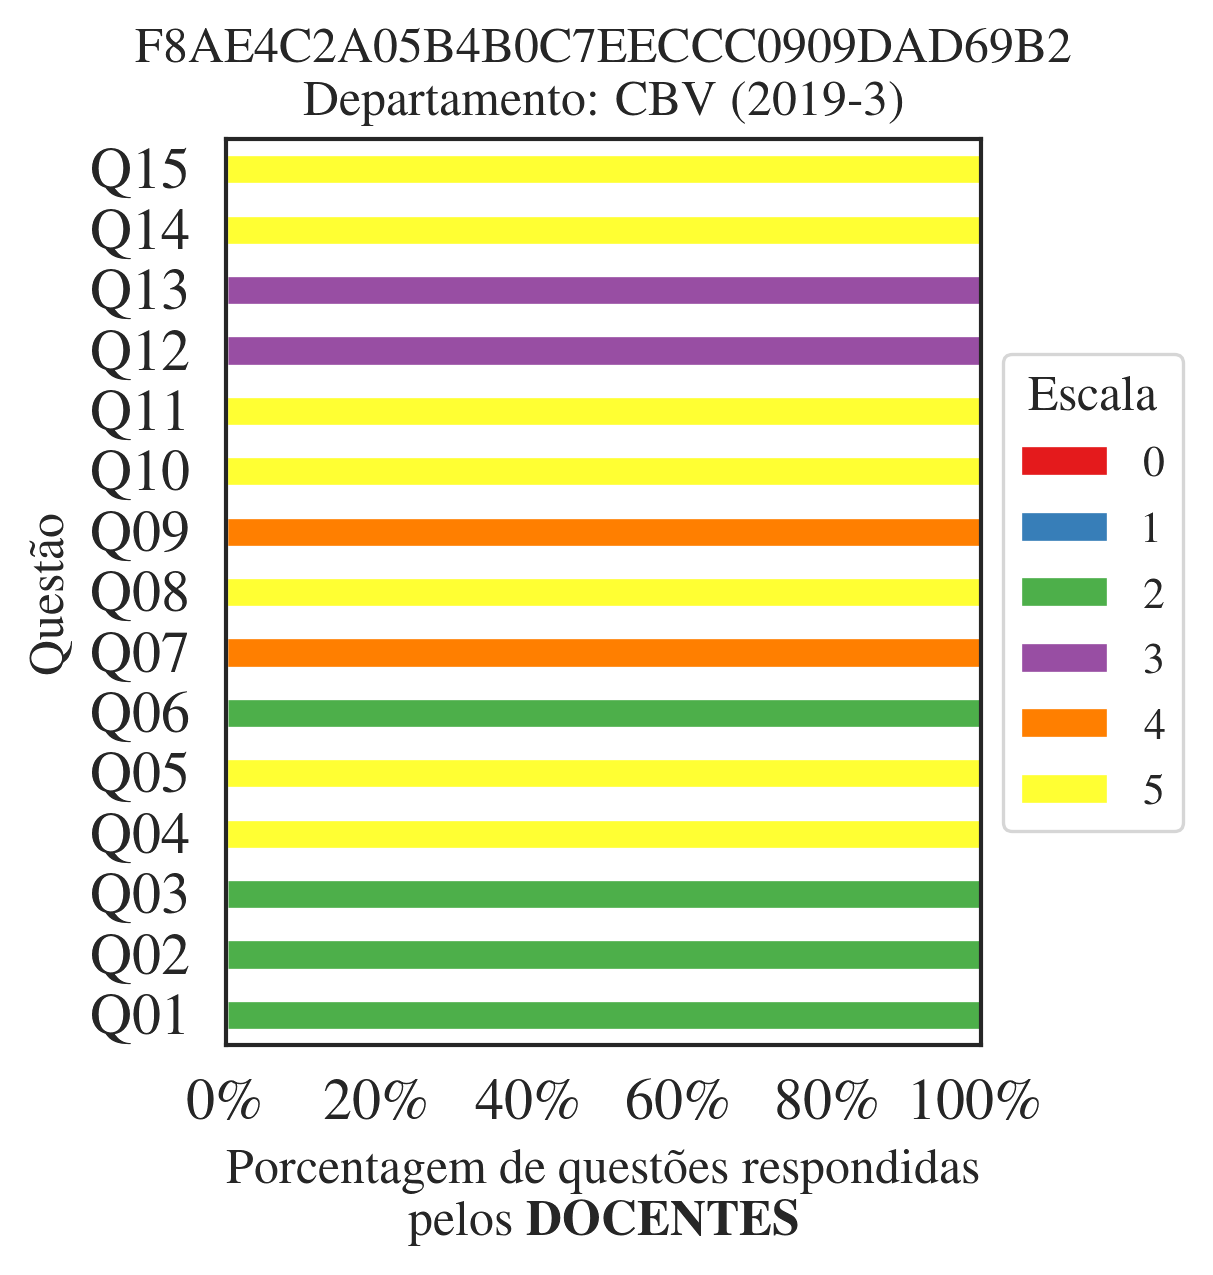 F8AE4C2A05B4B0C7EECCC0909DAD69B2
Departamento: CBV (2019-3)
Questão
Q15
Q14
Q13
Q12
Q11
Q10
Q09
Q08
Q07
Q06
Q05
Q04
Q03
Q02
Q01
0% 20% 40% 60% 80% 100%
Porcentagem de questões respondidas
pelos DOCENTES
Escala
0
1
2
3
4
5